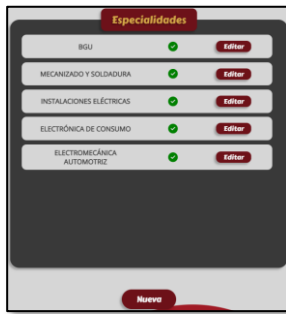 Especialidades
BGU
Editar
MECANIZADO Y SOLDADURA
Editar
INSTALACIONES ELÉCTRICAS
Editar
ELECTRÓNICA DE CONSUMO
Editar
ELECTROMECÁNICA
AUTOMOTRIZ
Editar
Nueva